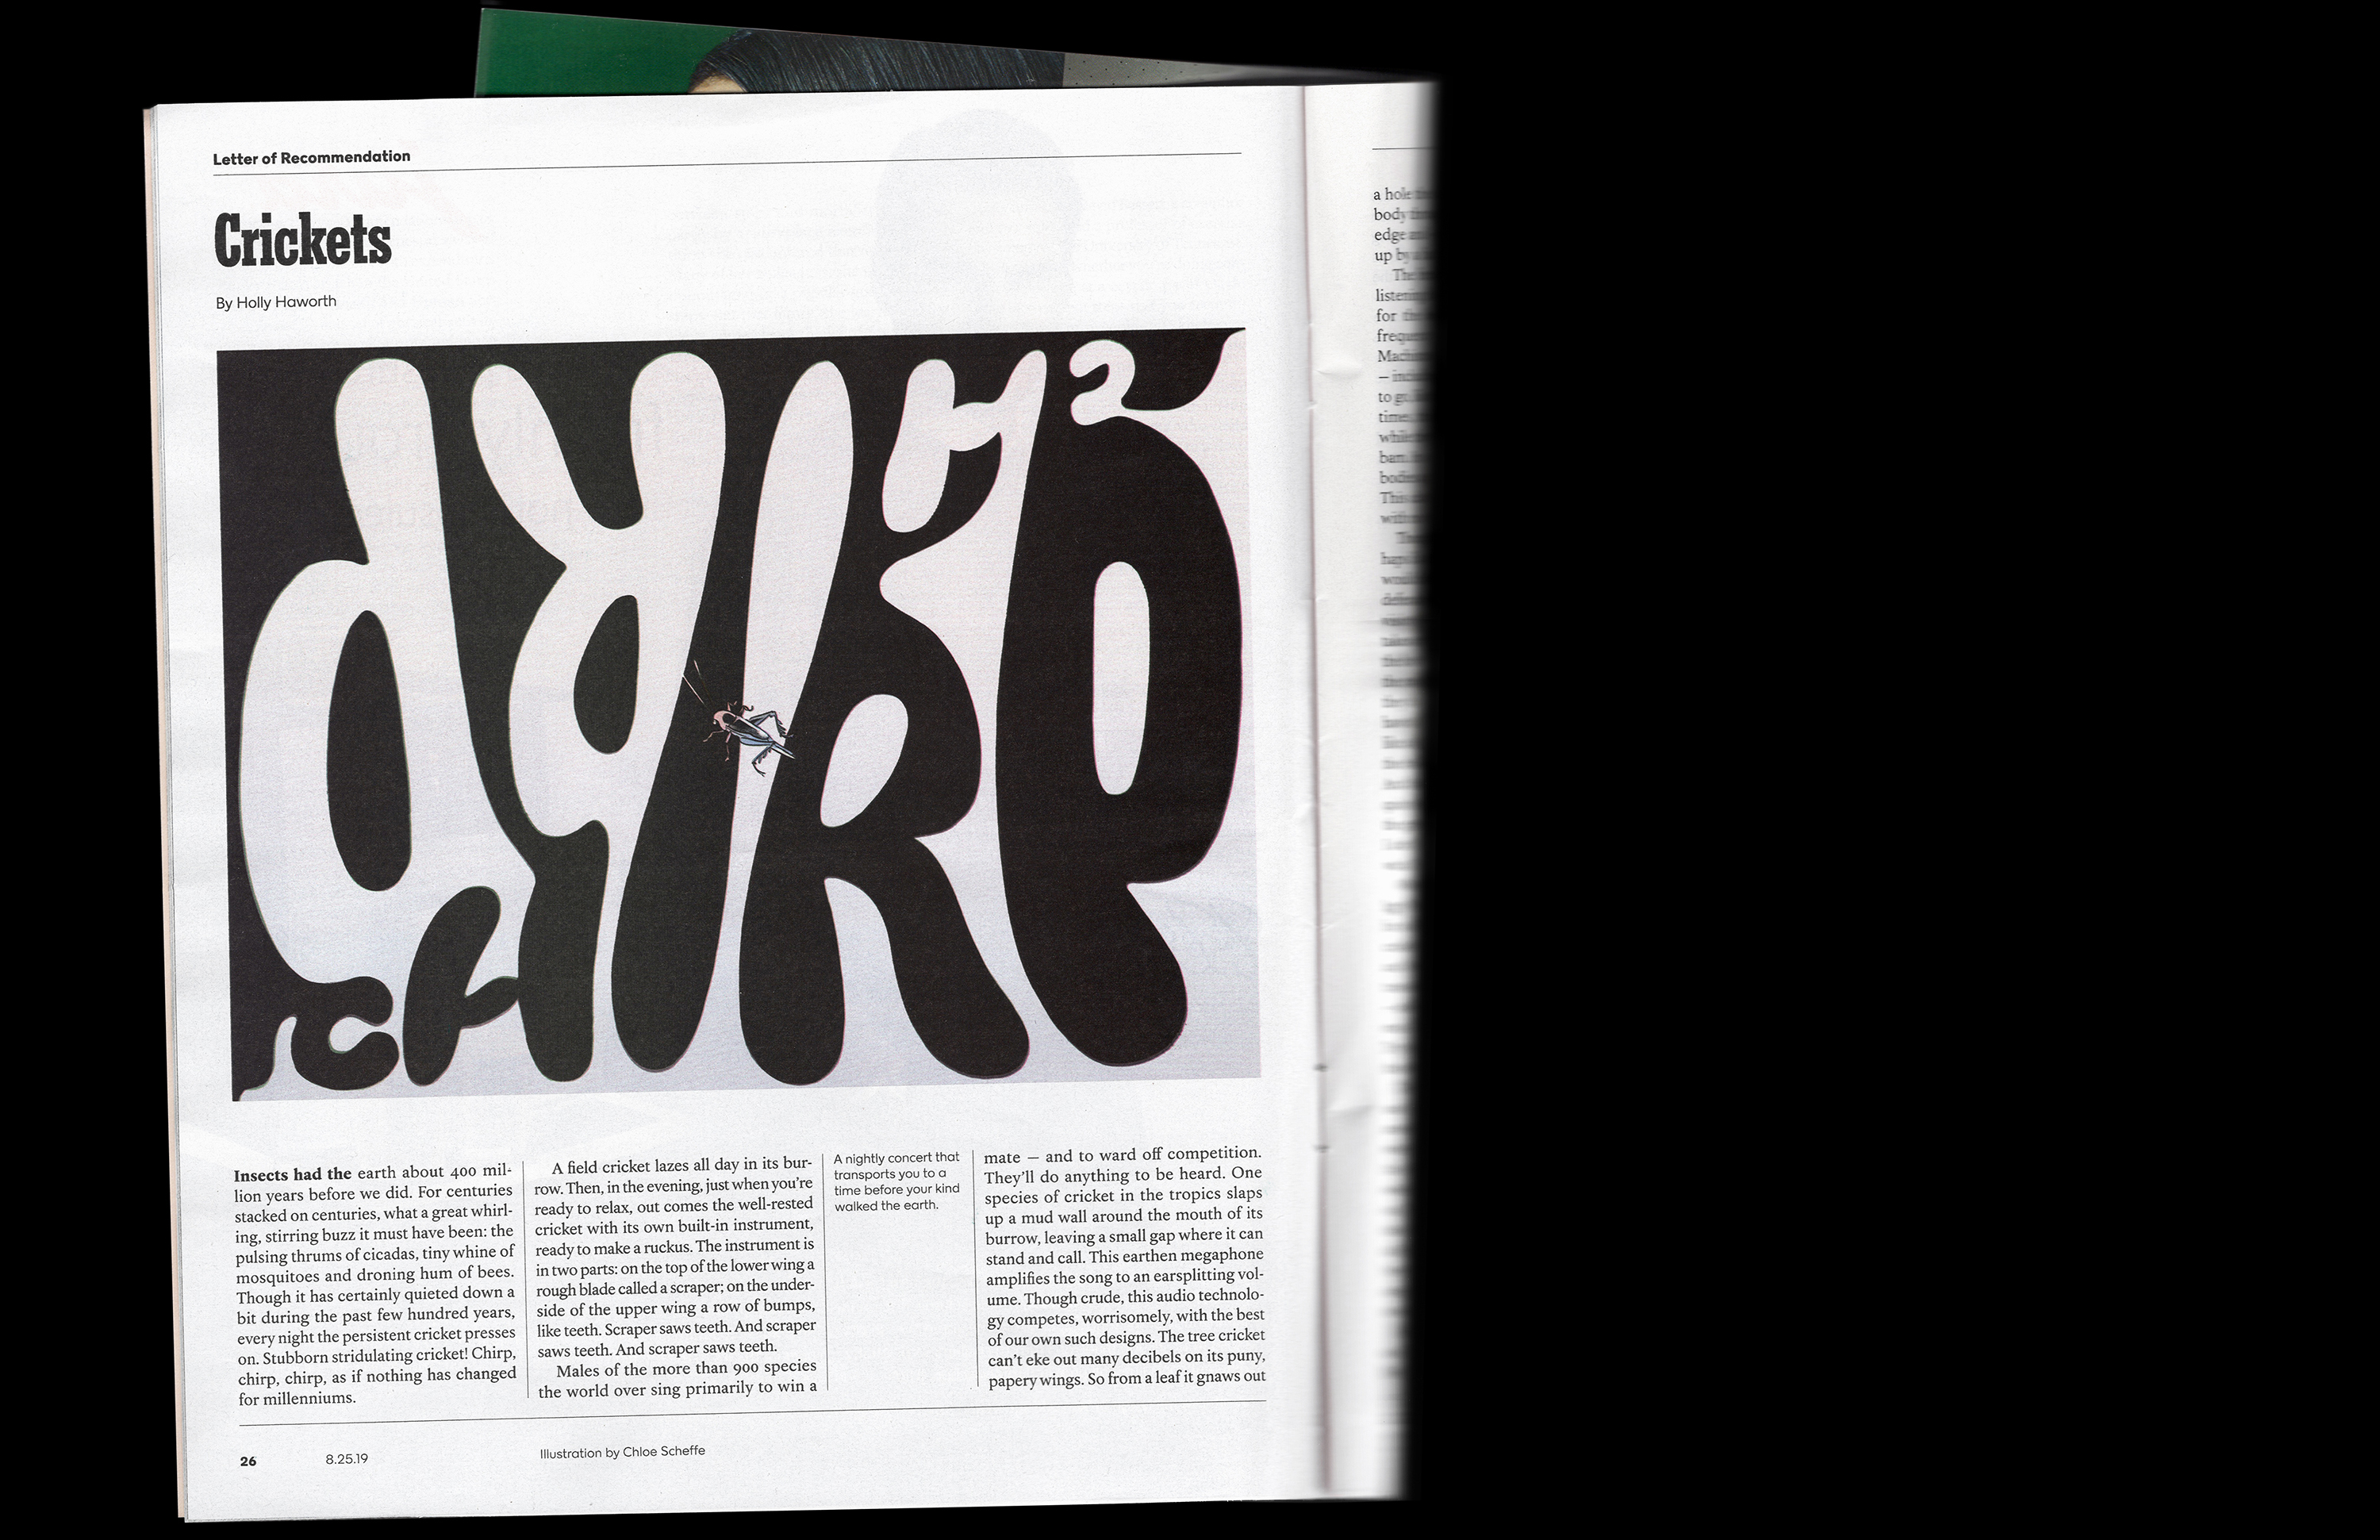 Letter of Recommendation
Crickets
By Holly Haworth
CHIRP
CHIRP
Insects had the earth about 400 mil-
lion years before we did. For centuries
stacked on centuries, what a great whirl-
ing, stirring buzz it must have been: the
pulsing thrums of cicadas, tiny whine of
mosquitoes and droning hum of bees.
Though it has certainly quieted down a
bit during the past few hundred years,
every night the persistent cricket presses
on. Stubborn stridulating cricket! Chirp,
chirp, chirp, as if nothing has changed
for millenniums.
A field cricket lazes all day in its bur-
row. Then, in the evening, just when you’re
ready to relax, out comes the well-rested
cricket with its own built-in instrument,
ready to make a ruckus. The instrument is
in two parts: on the top of the lower wing a
rough blade called a scraper; on the under-
side of the upper wing a row of bumps,
like teeth. Scraper saws teeth. And scraper
saws teeth. And scraper saws teeth.
Males of the more than 900 species
the world over sing primarily to win a
A nightly concert that
transports you to a
time before your kind
walked the earth.
mate — and to ward off competition.
They’ll do anything to be heard. One
species of cricket in the tropics slaps
up a mud wall around the mouth of its
burrow, leaving a small gap where it can
stand and call. This earthen megaphone
amplifies the song to an earsplitting vol-
ume. Though crude, this audio technolo-
gy competes, worrisomely, with the best
of our own such designs. The tree cricket
can’t eke out many decibels on its puny,
papery wings. So from a leaf it gnaws out
26
8.25.19
Illustration by Chloe Scheffe
a hole
body
edge
up by
for
to